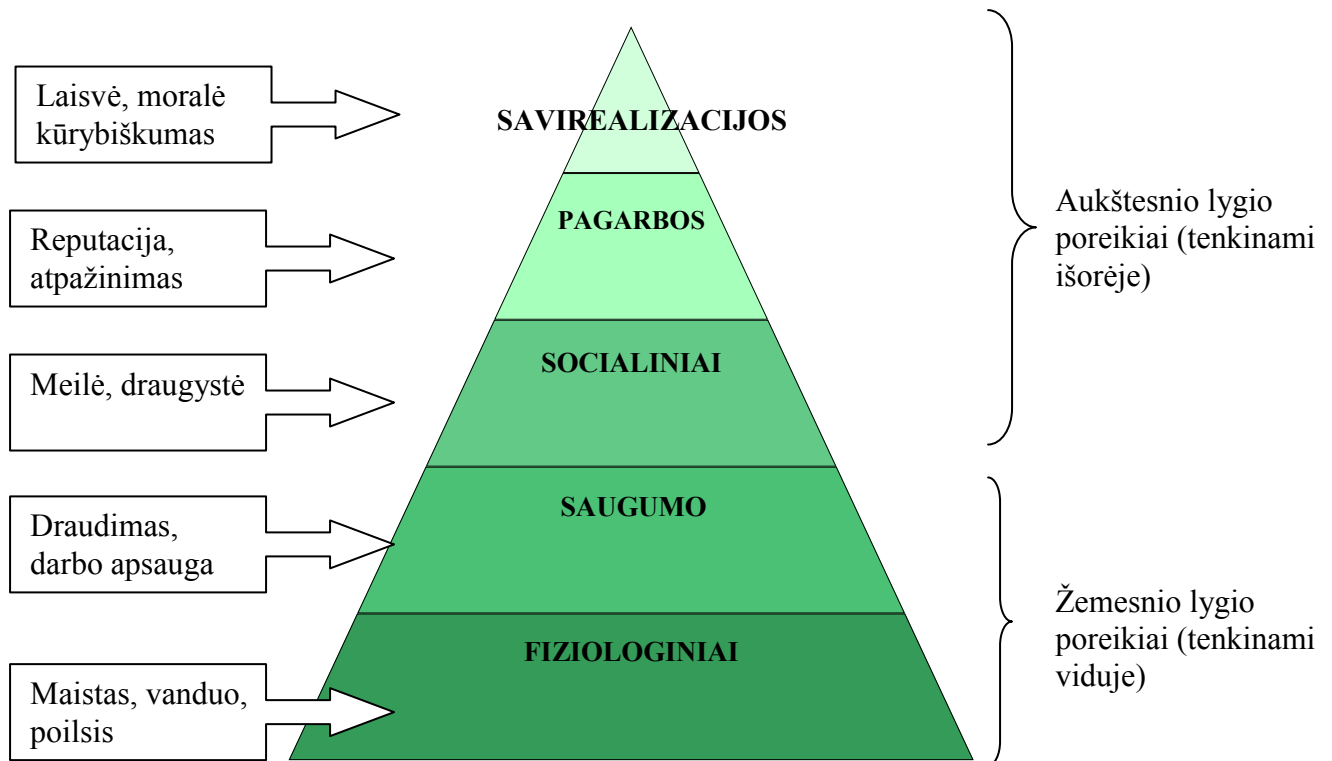 Laisvė, moralė
kūrybiškumas
SAVIREALIZACIJOS
Reputacija,
atpažinimas
PAGARBOS
Aukštesnio lygio
poreikiai (tenkinami
išorėje)
Meilė, draugystė
SOCIALINIAI
Draudimas,
darbo apsauga
SAUGUMO
Žemesnio lygio
poreikiai (tenkinami
viduje)
Maistas, vanduo,
poilsis
FIZIOLOGINIAI